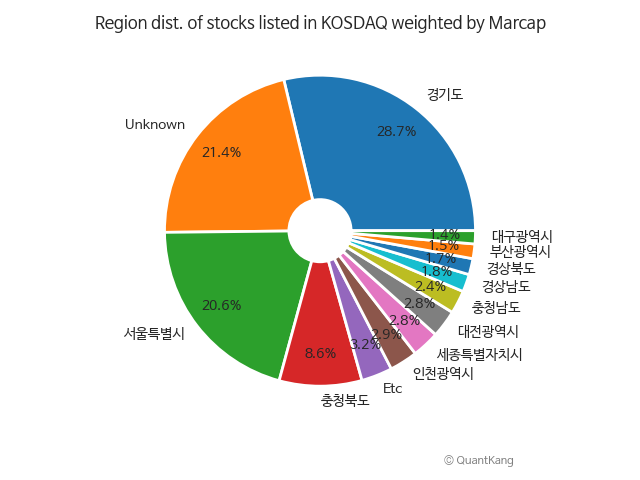 Region dist. of stocks listed in KOSDAQ weighted by Marcap
경기도
28.7%
Unknown
21.4%
서울특별시
20.6%
충청북도
8.6%
Etc
3.2%
인천광역시
2.9%
세종특별자치시
2.8%
대전광역시
2.8%
충청남도
2.4%
경상남도
1.8%
경상북도
1.7%
부산광역시
1.5%
대구광역시
1.4%
© QuantKang